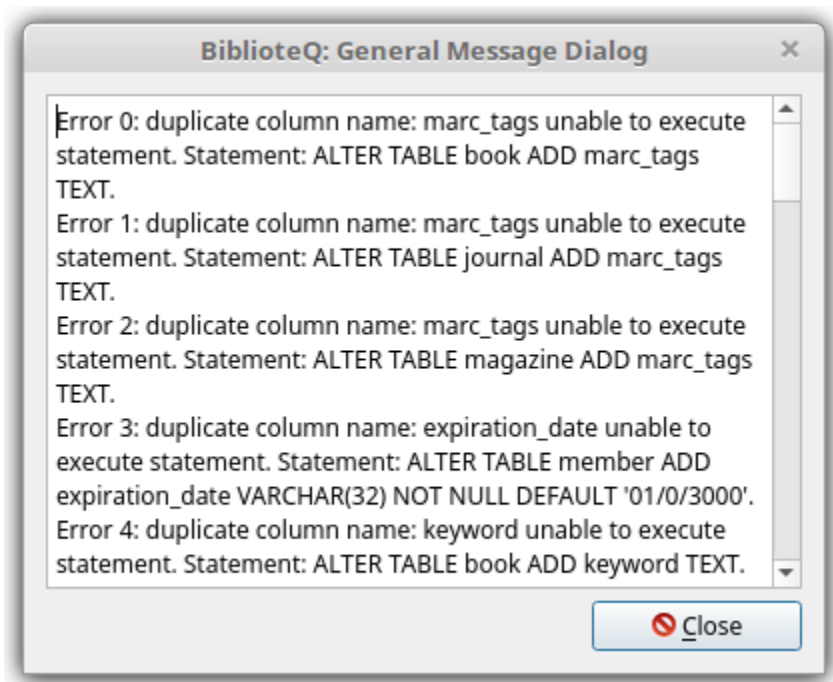 BiblioteQ: General Message Dialog
Error 0: duplicate column name: marc_tags unable to execute
statement. Statement: ALTER TABLE book ADD marc_tags
TEXT.
Error 1: duplicate column name: marc_tags unable to execute
statement. Statement: ALTER TABLE journal ADD marc_tags
TEXT.
Error 2: duplicate column name: marc_tags unable to execute
statement. Statement: ALTER TABLE magazine ADD marc_tags
TEXT.
Error 3: duplicate column name: expiration_date unable to
execute statement. Statement: ALTER TABLE member ADD
expiration_date VARCHAR(32) NOT NULL DEFAULT '01/0/3000'.
Error 4: duplicate column name: keyword unable to execute
statement. Statement: ALTER TABLE book ADD keyword TEXT.
Close